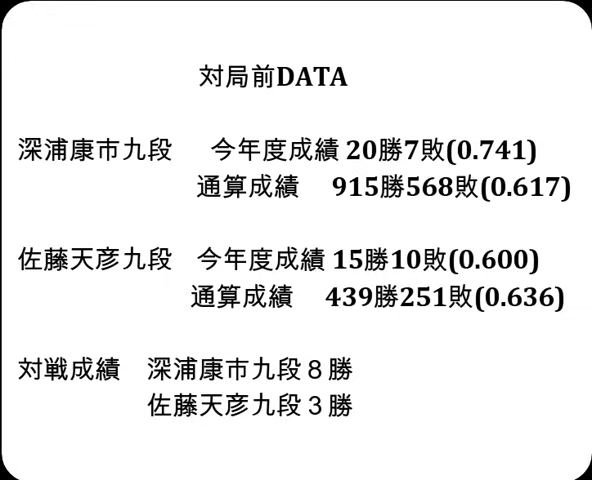 対局前DATA
深浦康市九段 今年度成績 20勝7敗(0.741)
通算成績 915勝568敗(0.617)
佐藤天彦九段 今年度成績 15勝10敗(0.600)
通算成績 439勝251敗(0.636)
対戦成績 深浦康市九段８勝
佐藤天彦九段３勝